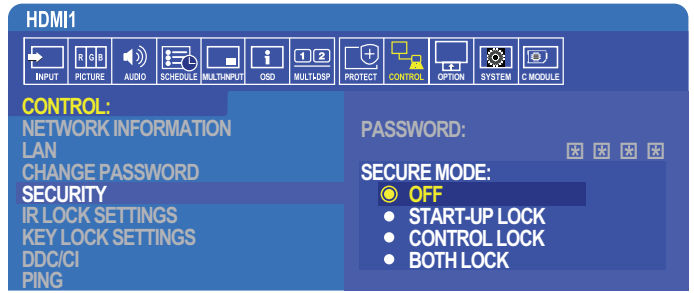 HDMI1
R G B
1 2
INPUT PICTURE AUDIO SCHEDULE MULTI-INPUT OSD MULTI-DSP PROTECT CONTROL OPTION SYSTEM C MODULE
CONTROL:
NETWORK INFORMATION
LAN
CHANGE PASSWORD
SECURITY
IR LOCK SETTINGS
KEY LOCK SETTINGS
DDC/CI
PING
PASSWORD:
* * * *
SECURE MODE:
OFF
START-UP LOCK
CONTROL LOCK
BOTH LOCK